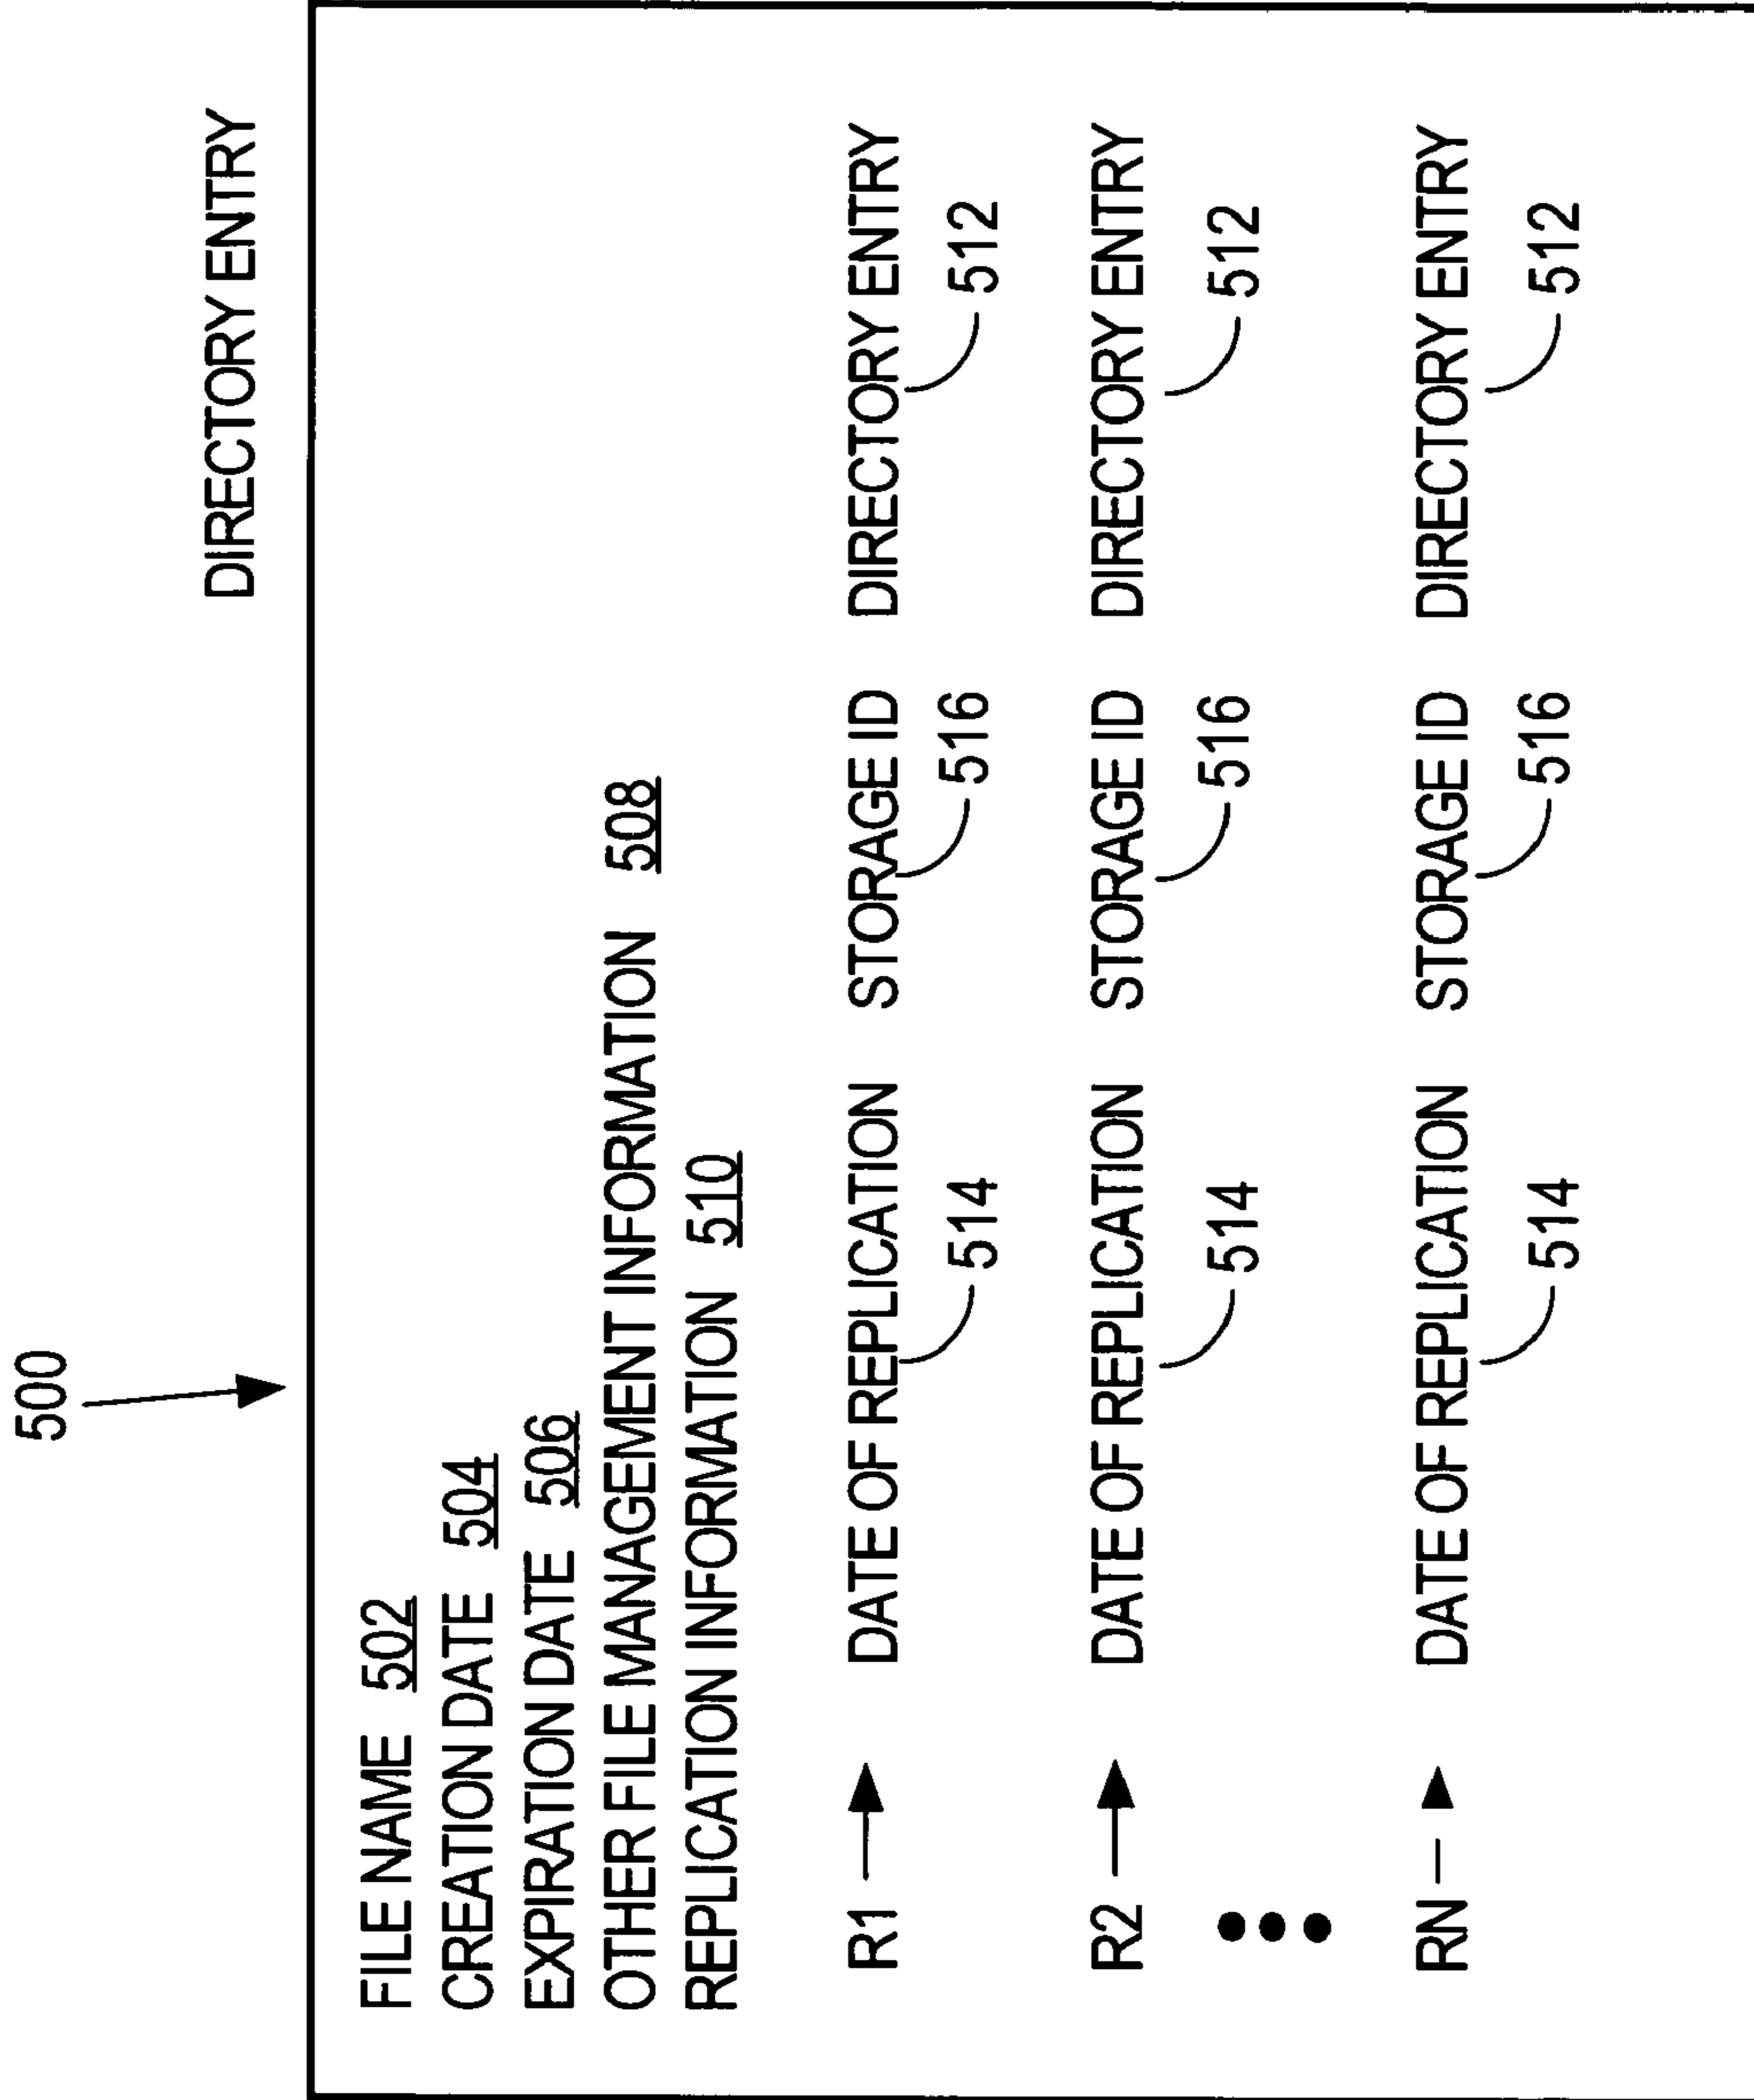 500
DIRECTORY ENTRY
FILE NAME 502
CREATION DATE 504
EXPIRATION DATE 506
OTHER FILE MANAGEMENT INFORMATION 508
REPLICATION INFORMATION 510
R1 DATE OF REPLICATION STORAGE ID DIRECTORY ENTRY
514 516 512
R2 DATE OF REPLICATION STORAGE ID DIRECTORY ENTRY
514 516 512
RN DATE OF REPLICATION STORAGE ID DIRECTORY ENTRY
514 516 512